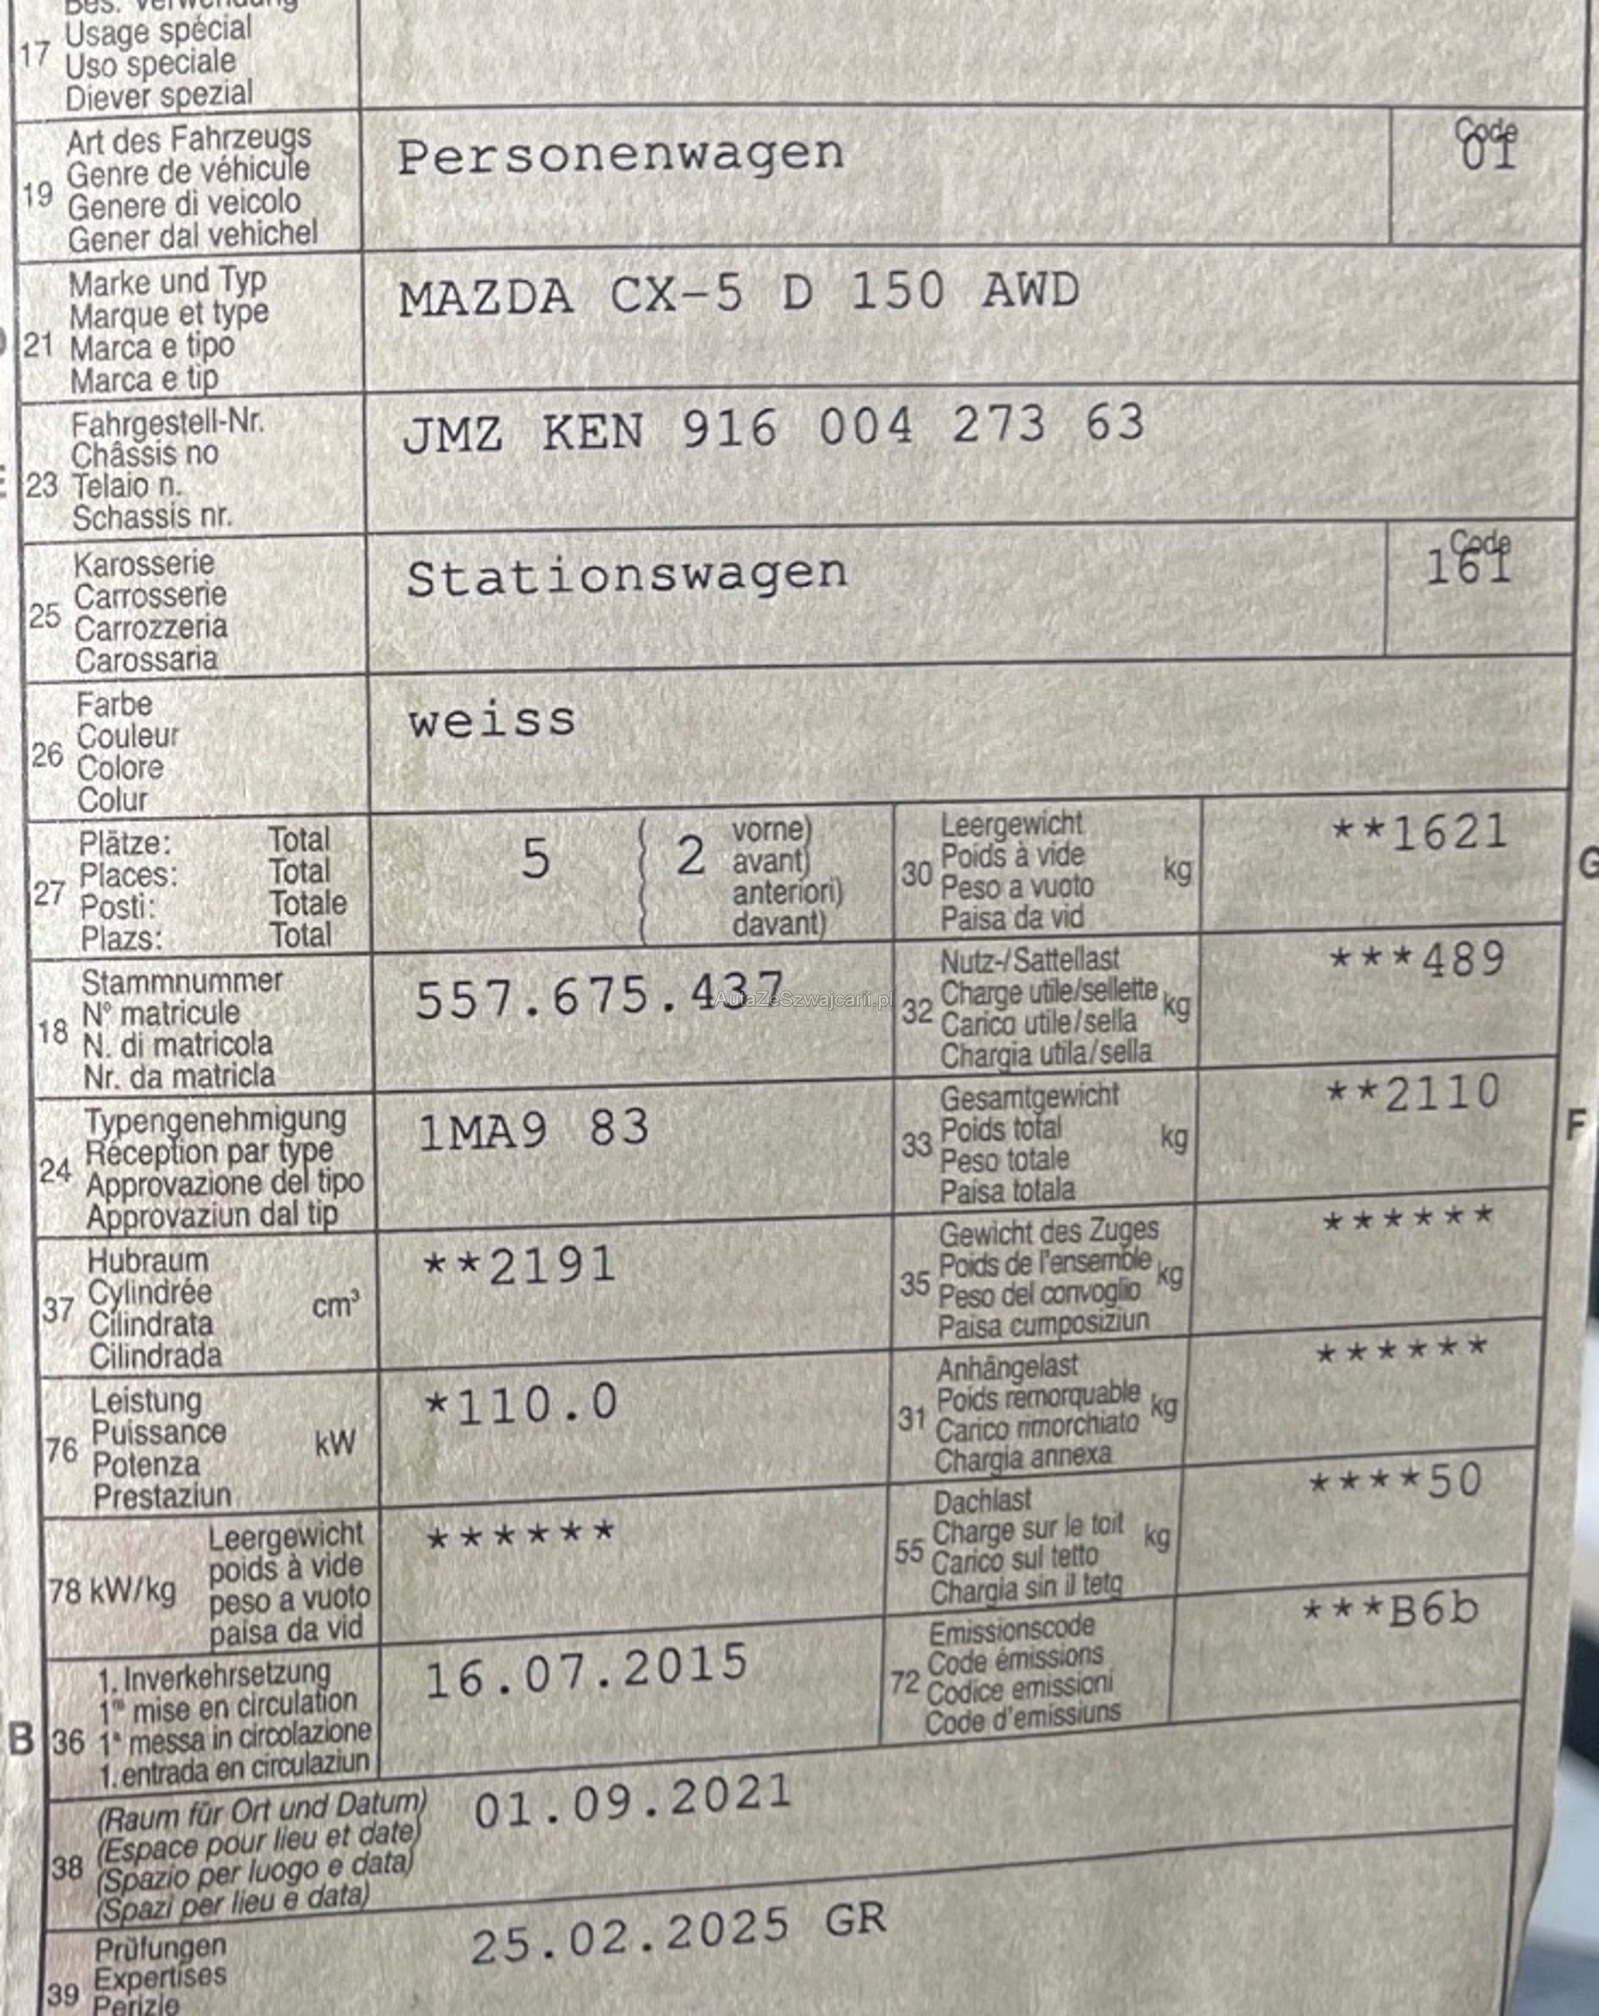 Bes. Verwendung
Usage spécial
17 Uso speciale
Diever spezial
Art des Fahrzeugs
Genre de véhicule
19 Genere di veicolo
Gener dal vehichel
Personenwagen
Code
01
Marke und Typ
Marque et type
21 Marca e tipo
Marca e tip
MAZDA CX-5 D 150 AWD
Fahrgestell-Nr.
Châssis no
23 Telaio n.
Schassis nr.
JMZ KEN 916 004 273 63
Karosserie
Carrosserie
25 Carrozzeria
Carossaria
Stationswagen
Code
161
Farbe
Couleur
26 Colore
Colur
weiss
Plätze: Total
Places: Total
27 Posti: Totale
Plazs: Total
5 2 vorne)
avant)
anteriori)
davant)
Leergewicht
Poids à vide
30 Peso a vuoto kg
Paisa da vid
**1621
G
Stammnummer
N° matricule
18 N. di matricola
Nr. da matricla
557.675.437
AutaZeSzwajcarii.pl
Nutz-/Sattellast
Charge utile/sellette
32 Carico utile/sella kg
Chargia utila/sella
***489
Typengenehmigung
Réception par type
24 Approvazione del tipo
Approvaziun dal tip
1MA9 83
Gesamtgewicht
33 Poids total kg
Peso totale
Paisa totala
**2110
F
Hubraum
Cylindrée
37 Cilindrata cm³
Cilindrada
**2191
Gewicht des Zuges
Poids de l'ensemble
35 Peso del convoglio kg
Paisa cumposiziun
******
Leistung
Puissance
76 Potenza kW
Prestaziun
*110.0
Anhängelast
Poids remorquable
31 Carico rimorchiato kg
Chargia annexa
******
Leergewicht
poids à vide
78 kW/kg peso a vuoto
paisa da vid
******
Dachlast
Charge sur le toit
55 Carico sul tetto kg
Chargia sin il tetg
****50
1. Inverkehrsetzung
1re mise en circulation
B 36 1a messa in circolazione
1. entrada en circulaziun
16.07.2015
Emissionscode
Code émissions
72 Codice emissioni
Code d'emissiuns
***B6b
(Raum für Ort und Datum)
(Espace pour lieu et date)
38 (Spazio per luogo e data)
(Spazi per lieu e data)
01.09.2021
Prüfungen
Expertises
39 Perizie
25.02.2025 GR